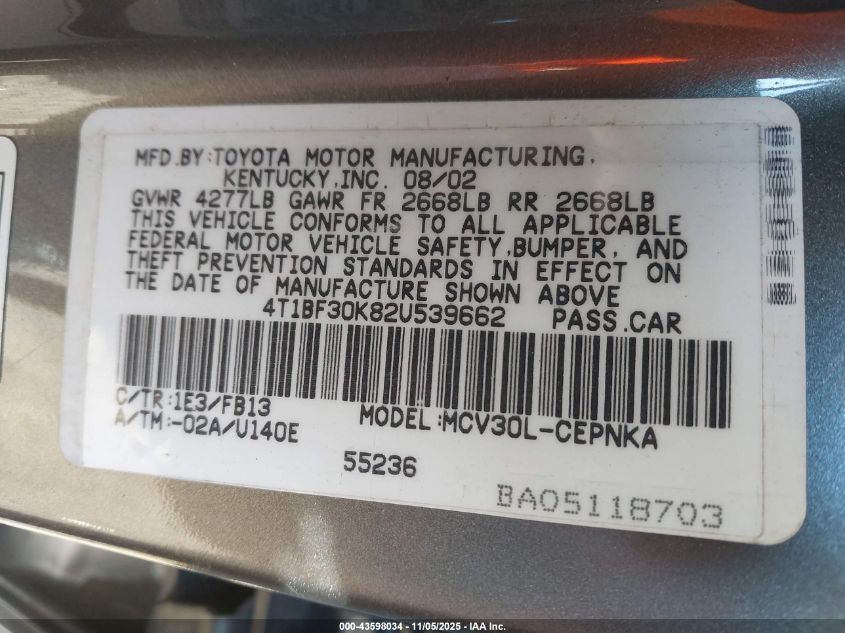 MFD.BY:TOYOTA MOTOR MANUFACTURING,
KENTUCKY,INC. 08/02
GVWR 4277LB GAWR FR 2668LB RR 2668LB
THIS VEHICLE CONFORMS TO ALL APPLICABLE
FEDERAL MOTOR VEHICLE SAFETY,BUMPER, AND
THEFT PREVENTION STANDARDS IN EFFECT ON
THE DATE OF MANUFACTURE SHOWN ABOVE
4T1BF30K82U539662 PASS.CAR
C/TR:1E3/FB13
A/TM:-02A/U140E
MODEL:MCV30L-CEPNKA
55236
BA05118703
000-43598034 | 11/05/2025 - IAA Inc.